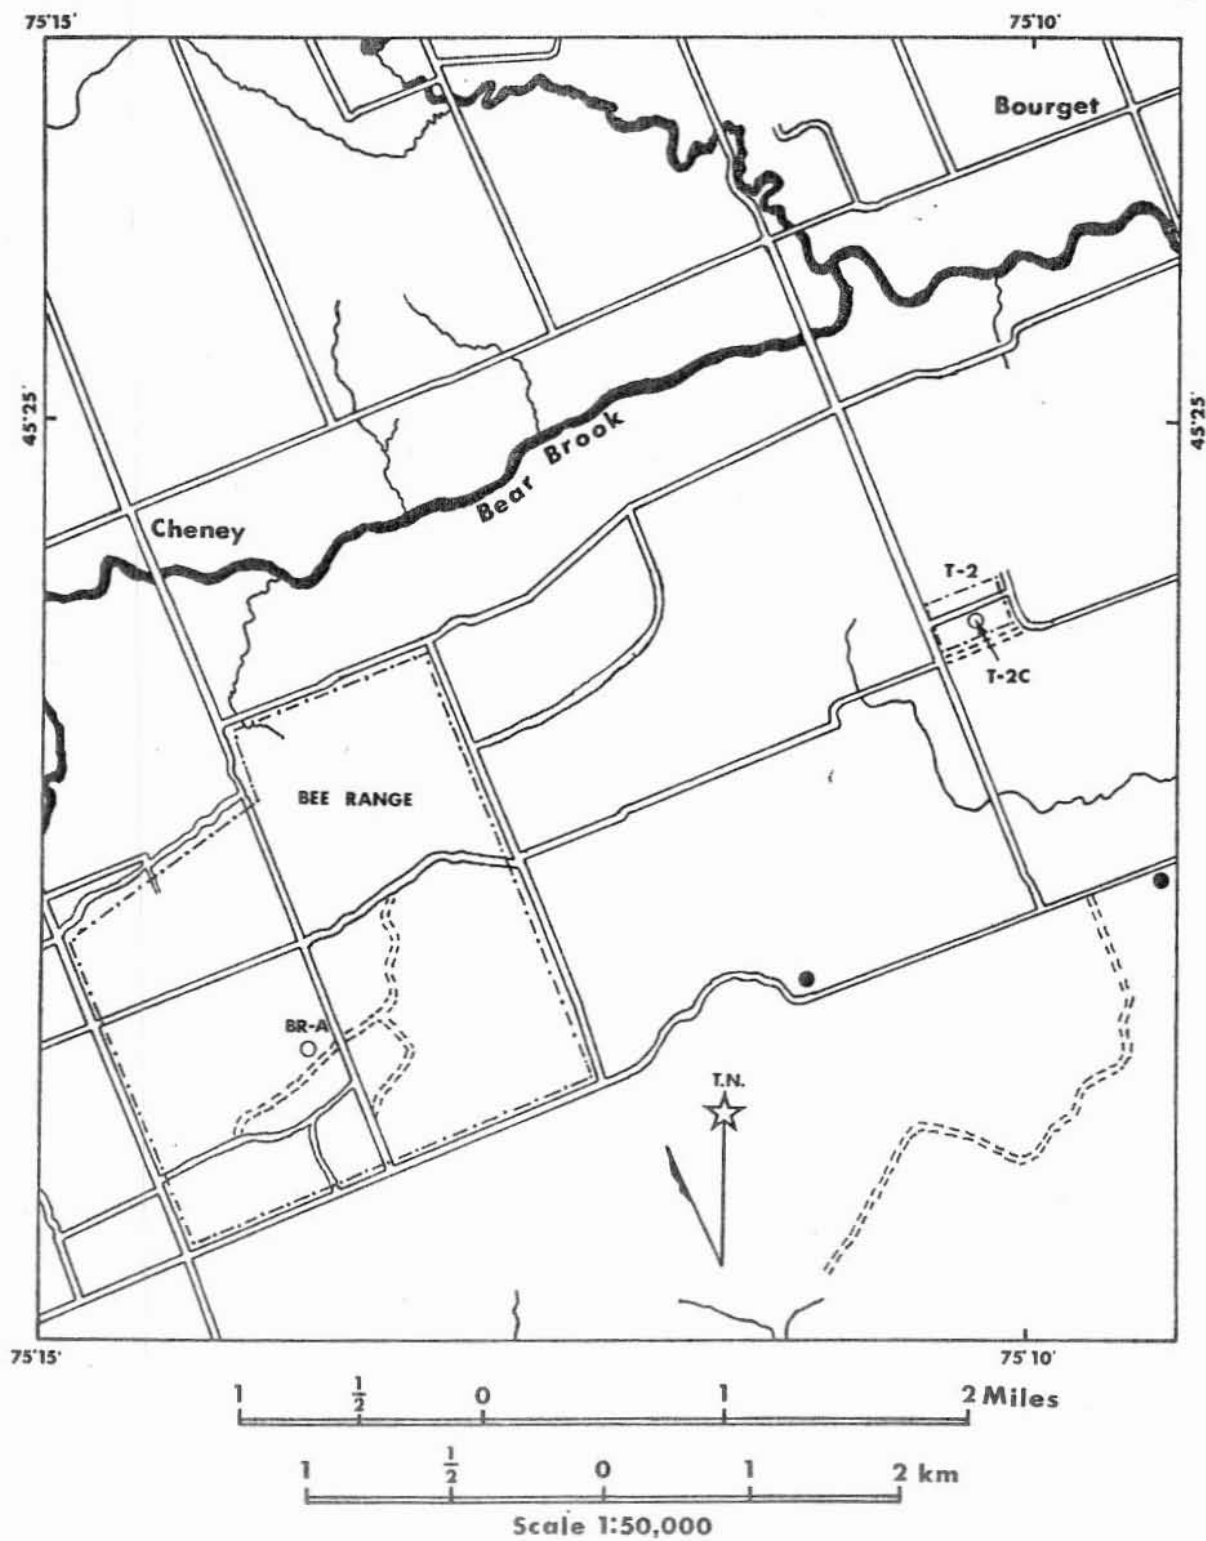 75°15'
75°10'
Bourget
45°25'
45°25'
Bear Brook
Cheney
T-2
T-2C
BEE RANGE
BR-A
T.N.
75°15'
75°10'
1 ½ 0 1 2 Miles
1 ½ 0 1 2 km
Scale 1:50,000